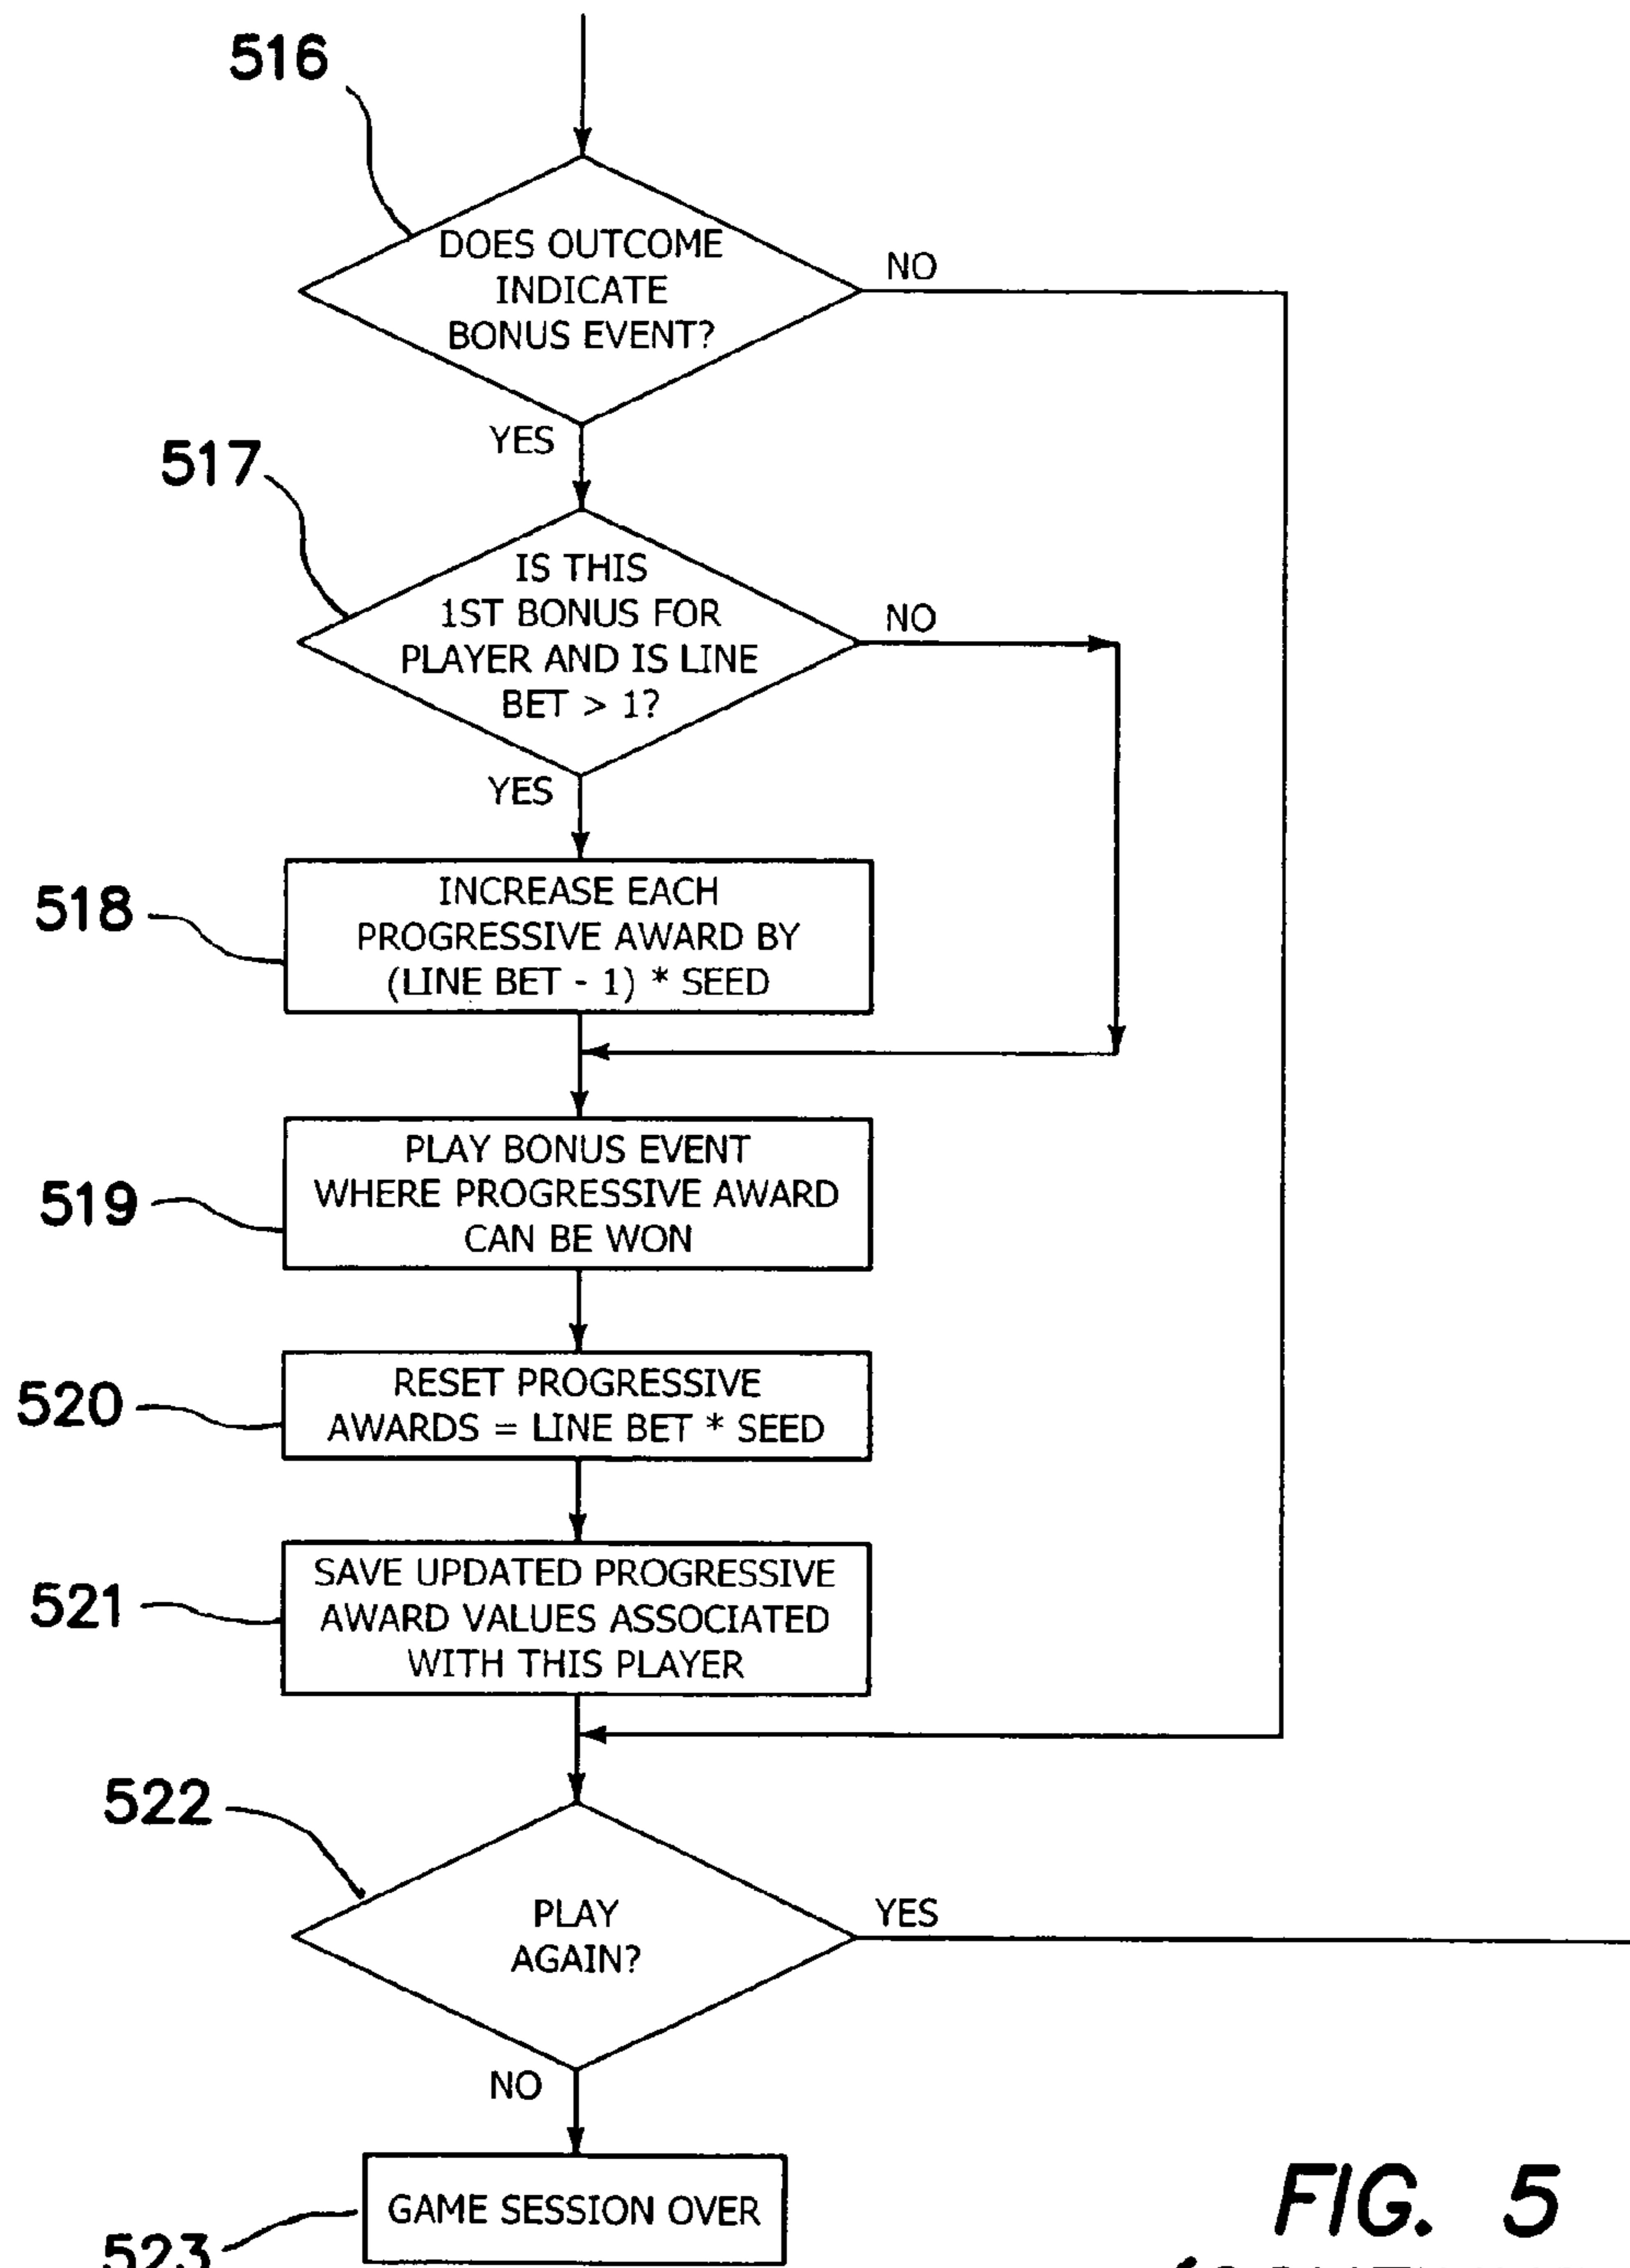 516
DOES OUTCOME
INDICATE
BONUS EVENT?
NO
YES
517
IS THIS
1ST BONUS FOR
PLAYER AND IS LINE
BET > 1?
NO
YES
518
INCREASE EACH
PROGRESSIVE AWARD BY
(LINE BET - 1) * SEED
519
PLAY BONUS EVENT
WHERE PROGRESSIVE AWARD
CAN BE WON
520
RESET PROGRESSIVE
AWARDS = LINE BET * SEED
521
SAVE UPDATED PROGRESSIVE
AWARD VALUES ASSOCIATED
WITH THIS PLAYER
522
PLAY
AGAIN?
YES
NO
523
GAME SESSION OVER
FIG. 5